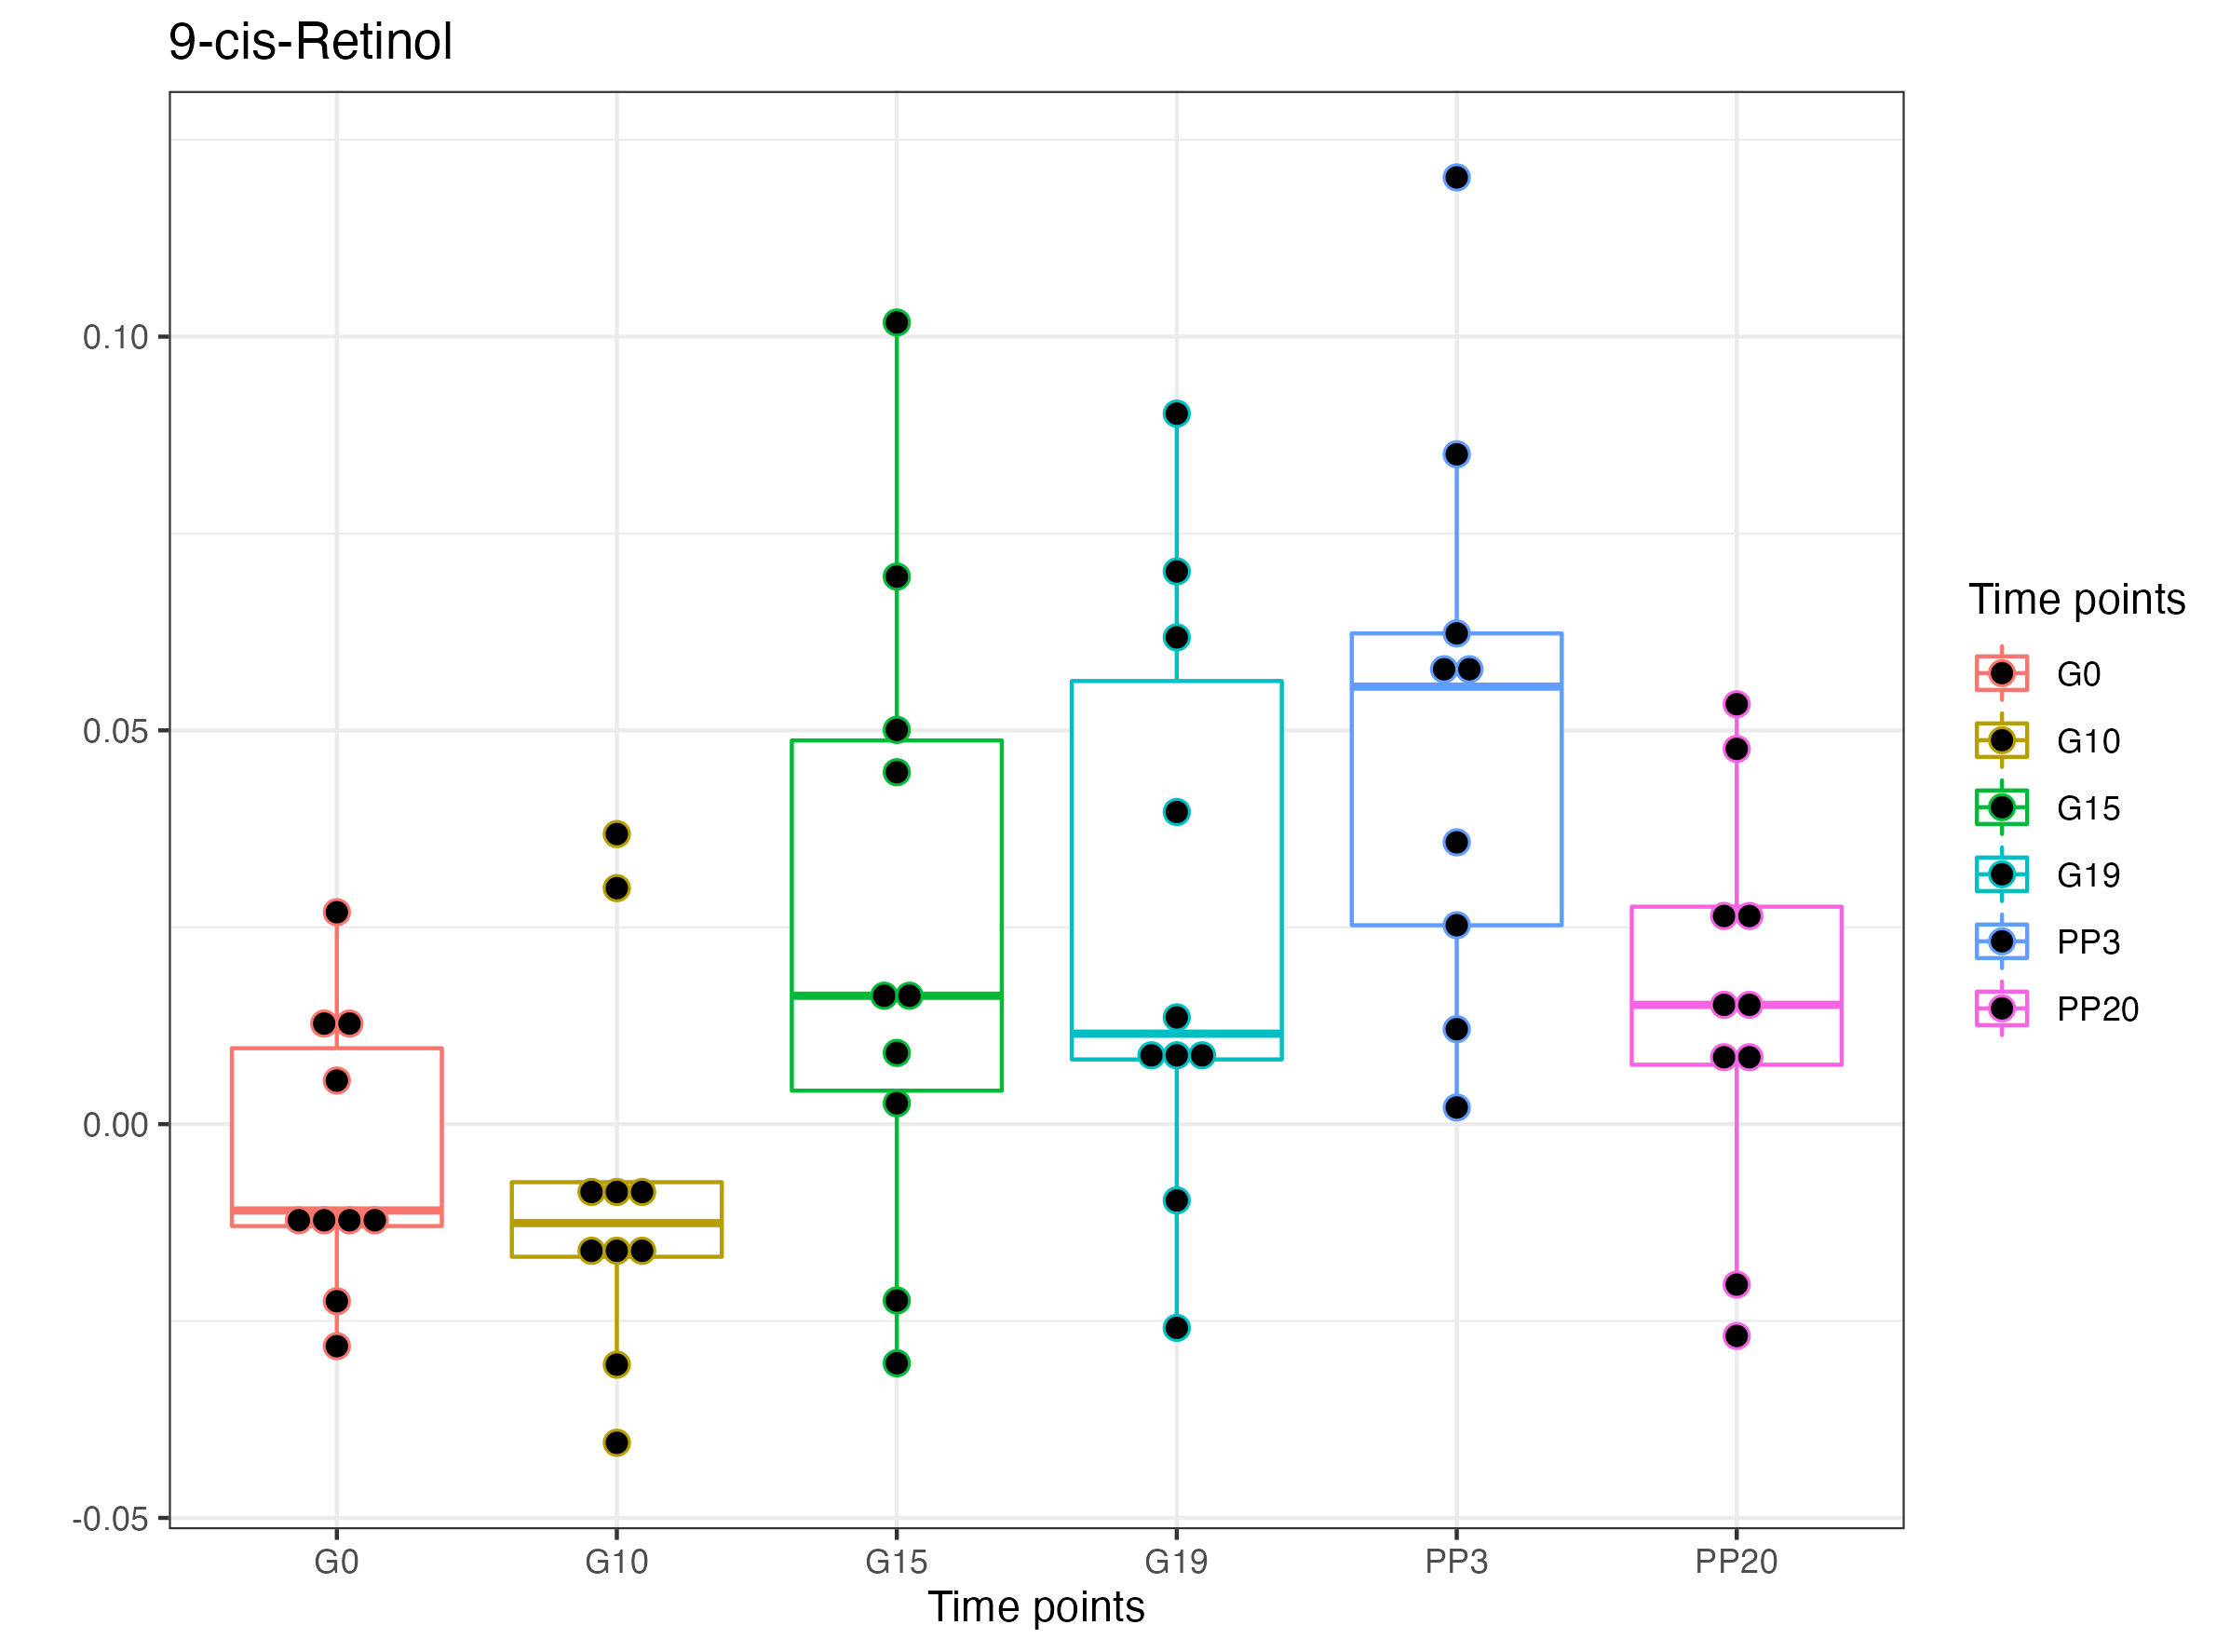 9-cis-Retinol
0.10
0.05
0.00
-0.05
G0 G10 G15 G19 PP3 PP20
Time points
Time points
G0
G10
G15
G19
PP3
PP20